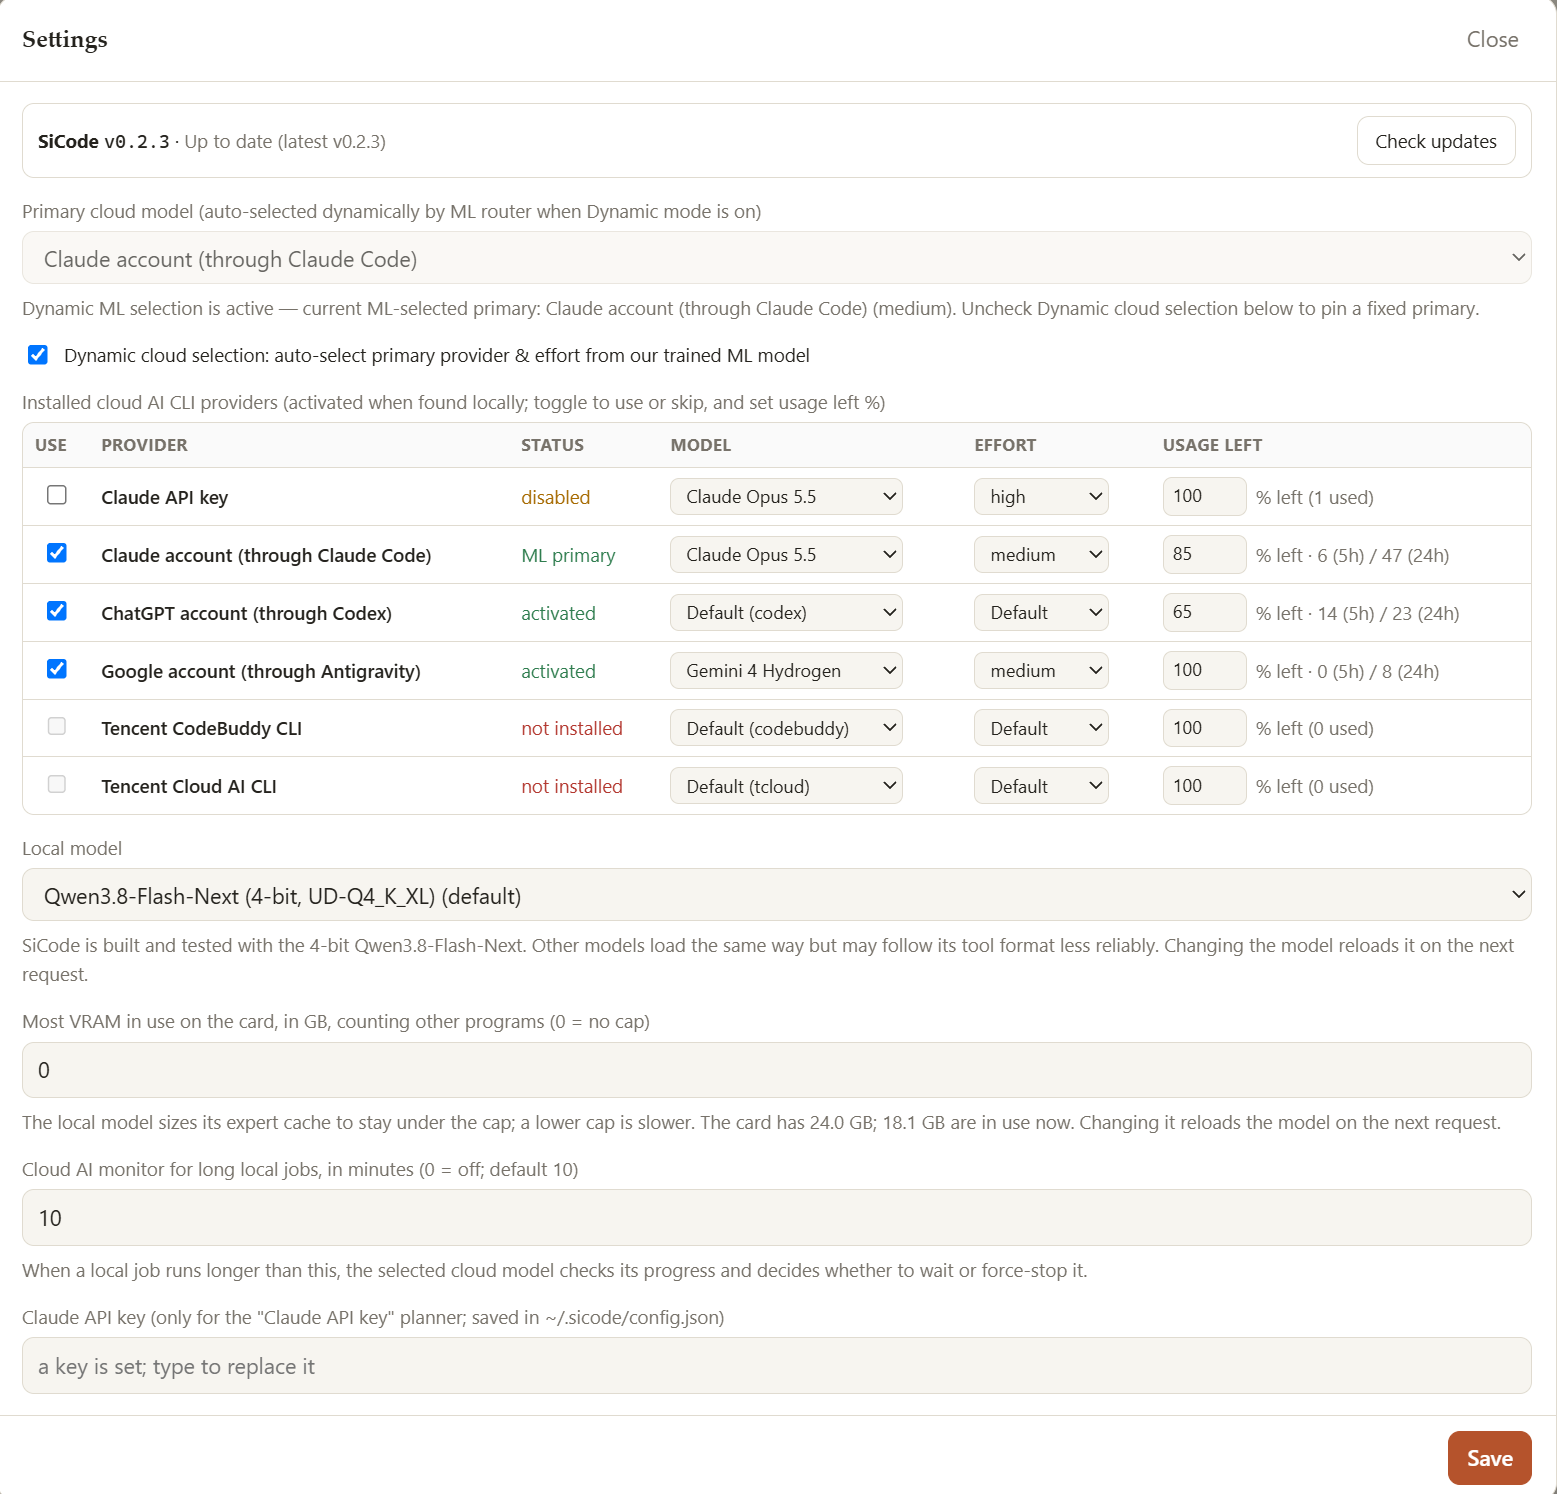 Settings
Close
SiCode v0.2.3 · Up to date (latest v0.2.3)
Check updates
Primary cloud model (auto-selected dynamically by ML router when Dynamic mode is on)
Claude account (through Claude Code)
Dynamic ML selection is active — current ML-selected primary: Claude account (through Claude Code) (medium). Uncheck Dynamic cloud selection below to pin a fixed primary.
Dynamic cloud selection: auto-select primary provider & effort from our trained ML model
Installed cloud AI CLI providers (activated when found locally; toggle to use or skip, and set usage left %)
USE PROVIDER STATUS MODEL EFFORT USAGE LEFT
Claude API key disabled Claude Opus 5.5 high 100 % left (1 used)
Claude account (through Claude Code) ML primary Claude Opus 5.5 medium 85 % left · 6 (5h) / 47 (24h)
ChatGPT account (through Codex) activated Default (codex) Default 65 % left · 14 (5h) / 23 (24h)
Google account (through Antigravity) activated Gemini 4 Hydrogen medium 100 % left · 0 (5h) / 8 (24h)
Tencent CodeBuddy CLI not installed Default (codebuddy) Default 100 % left (0 used)
Tencent Cloud AI CLI not installed Default (tcloud) Default 100 % left (0 used)
Local model
Qwen3.8-Flash-Next (4-bit, UD-Q4_K_XL) (default)
SiCode is built and tested with the 4-bit Qwen3.8-Flash-Next. Other models load the same way but may follow its tool format less reliably. Changing the model reloads it on the next
request.
Most VRAM in use on the card, in GB, counting other programs (0 = no cap)
0
The local model sizes its expert cache to stay under the cap; a lower cap is slower. The card has 24.0 GB; 18.1 GB are in use now. Changing it reloads the model on the next request.
Cloud AI monitor for long local jobs, in minutes (0 = off; default 10)
10
When a local job runs longer than this, the selected cloud model checks its progress and decides whether to wait or force-stop it.
Claude API key (only for the "Claude API key" planner; saved in ~/.sicode/config.json)
a key is set; type to replace it
Save